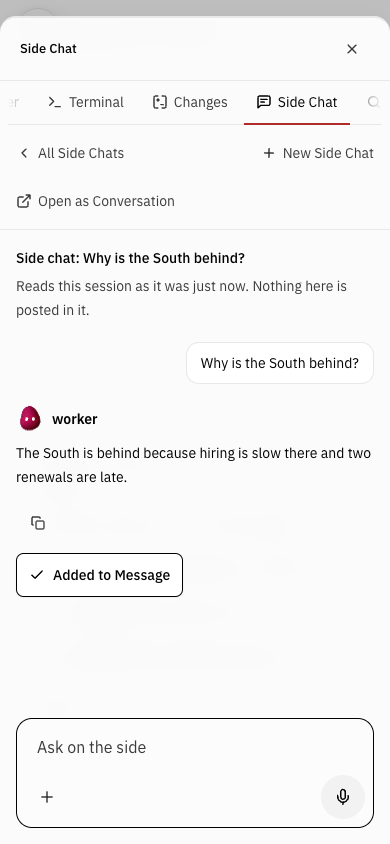 Side Chat
er
Terminal
Changes
Side Chat
All Side Chats
New Side Chat
Open as Conversation
Side chat: Why is the South behind?
Reads this session as it was just now. Nothing here is
posted in it.
Why is the South behind?
worker
The South is behind because hiring is slow there and two
renewals are late.
Added to Message
Ask on the side